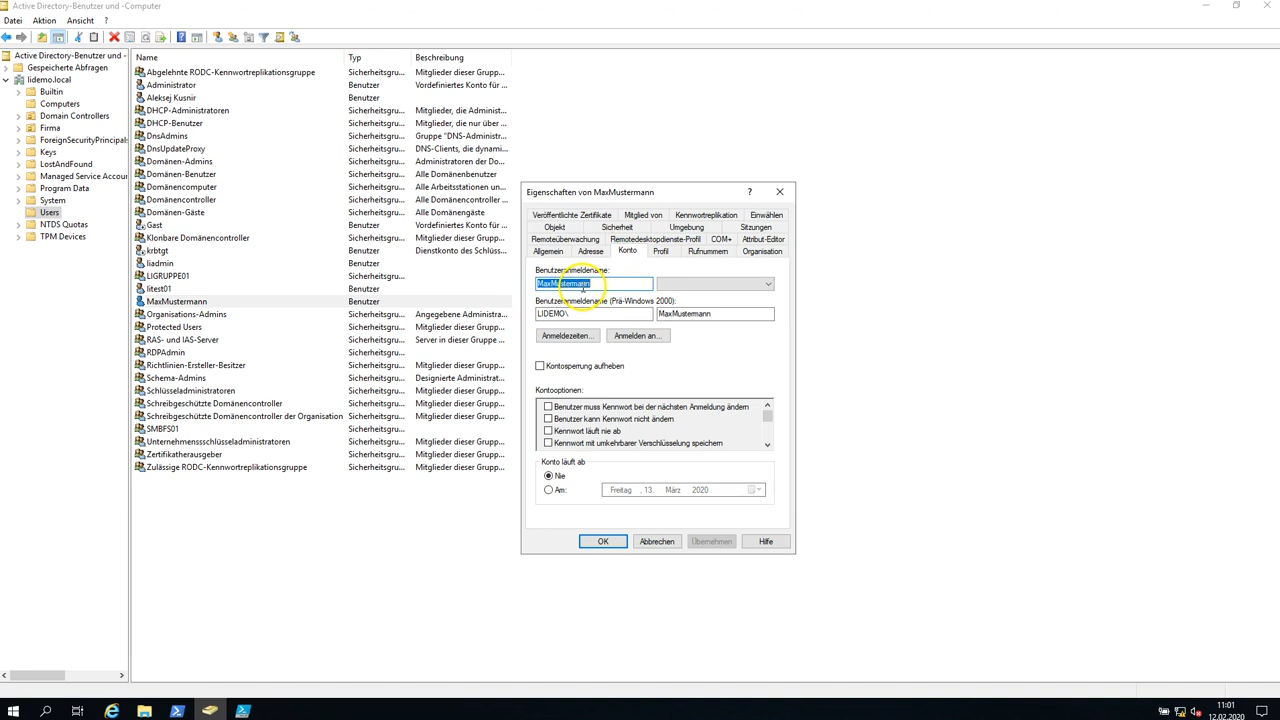 Active Directory-Benutzer und -Computer
Datei Aktion Ansicht ?
Active Directory-Benutzer und -
Gespeicherte Abfragen
lidemo.local
Builtin
Computers
Domain Controllers
Firma
ForeignSecurityPrincipals
Keys
LostAndFound
Managed Service Accour
Program Data
System
Users
NTDS Quotas
TPM Devices
Name Typ Beschreibung
Abgelehnte RODC-Kennwortreplikationsgruppe Sicherheitsgru... Mitglieder dieser Grupp...
Administrator Benutzer Vordefiniertes Konto für ...
Aleksej Kusnir Benutzer
DHCP-Administratoren Sicherheitsgru... Mitglieder, die Administ...
DHCP-Benutzer Sicherheitsgru... Mitglieder, die nur über ...
DnsAdmins Sicherheitsgru... Gruppe "DNS-Administr...
DnsUpdateProxy Sicherheitsgru... DNS-Clients, die dynami...
Domänen-Admins Sicherheitsgru... Administratoren der Do...
Domänen-Benutzer Sicherheitsgru... Alle Domänenbenutzer
Domänencomputer Sicherheitsgru... Alle Arbeitsstationen un...
Domänencontroller Sicherheitsgru... Alle Domänencontroller ...
Domänen-Gäste Sicherheitsgru... Alle Domängäste
Gast Benutzer Vordefiniertes Konto für ...
Klonbare Domänencontroller Sicherheitsgru... Mitglieder dieser Grupp...
krbtgt Benutzer Dienstkonto des Schlüss...
liadmin Benutzer
LIGRUPPE01 Sicherheitsgru...
litest01 Benutzer
MaxMustermann Benutzer
Organisations-Admins Sicherheitsgru... Angegebene Administra...
Protected Users Sicherheitsgru... Mitglieder dieser Grupp...
RAS- und IAS-Server Sicherheitsgru... Server in dieser Gruppe ...
RDPAdmin Sicherheitsgru...
Richtlinien-Ersteller-Besitzer Sicherheitsgru... Mitglieder dieser Grupp...
Schema-Admins Sicherheitsgru... Designierte Administrat...
Schlüsseladministratoren Sicherheitsgru... Mitglieder dieser Grupp...
Schreibgeschützte Domänencontroller Sicherheitsgru... Mitglieder dieser Grupp...
Schreibgeschützte Domänencontroller der Organisation Sicherheitsgru... Mitglieder dieser Grupp...
SMBFS01 Sicherheitsgru...
Unternehmensschlüsseladministratoren Sicherheitsgru... Mitglieder dieser Grupp...
Zertifikatherausgeber Sicherheitsgru... Mitglieder dieser Grupp...
Zulässige RODC-Kennwortreplikationsgruppe Sicherheitsgru... Mitglieder dieser Grupp...
Eigenschaften von MaxMustermann ?
Veröffentlichte Zertifikate Mitglied von Kennwortreplikation Einwählen
Objekt Sicherheit Umgebung Sitzungen
Remoteüberwachung Remotedesktopdienste-Profil COM+ Attribut-Editor
Allgemein Adresse Konto Profil Rufnummern Organisation
Benutzeranmeldename:
MaxMustermann
Benutzeranmeldename (Prä-Windows 2000):
LIDEMO\ MaxMustermann
Anmeldezeiten... Anmelden an...
Kontosperrung aufheben
Kontooptionen:
Benutzer muss Kennwort bei der nächsten Anmeldung ändern
Benutzer kann Kennwort nicht ändern
Kennwort läuft nie ab
Kennwort mit umkehrbarer Verschlüsselung speichern
Konto läuft ab
Nie
Am: Freitag , 13. März 2020
OK Abbrechen Übernehmen Hilfe
11:01
12.02.2020